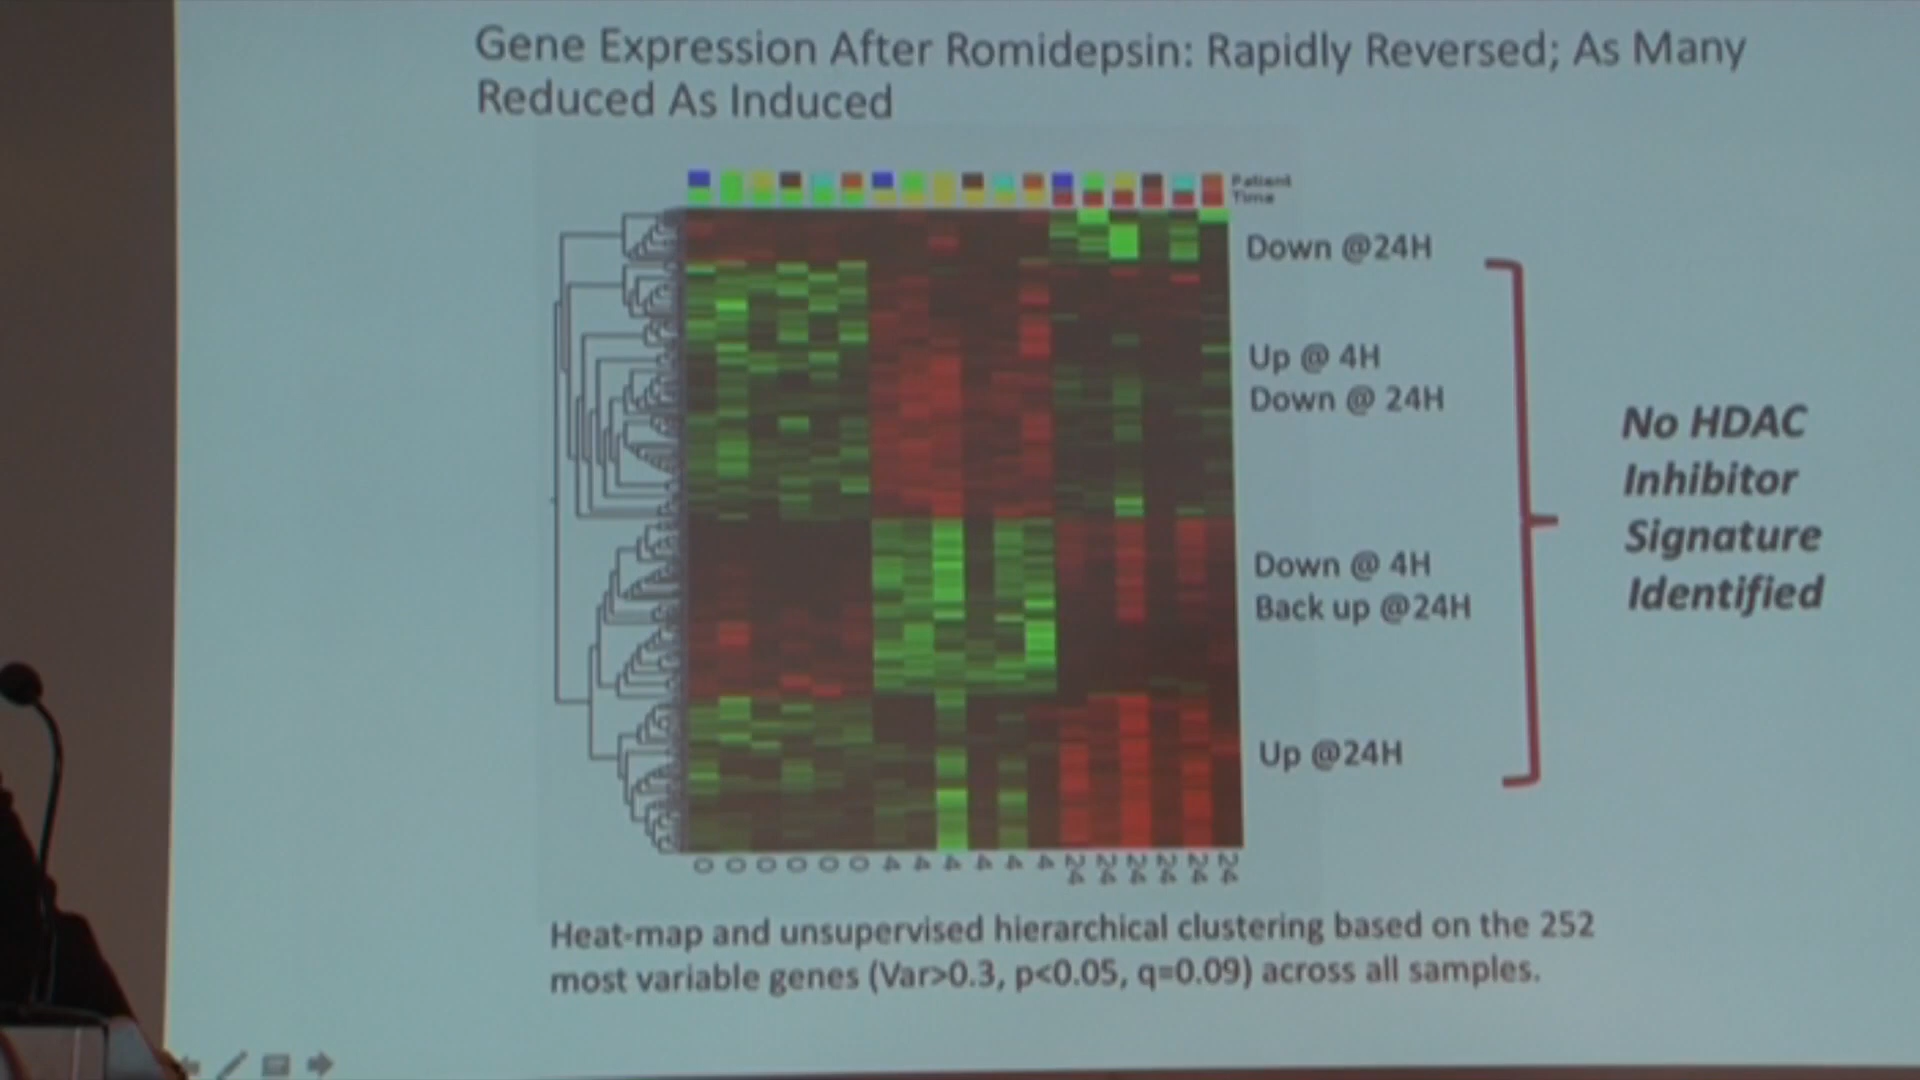 Gene Expression After Romidepsin: Rapidly Reversed; As Many
Reduced As Induced
Patient
Time
Down @24H
Up @ 4H
Down @ 24H
Down @ 4H
Back up @24H
Up @24H
No HDAC
Inhibitor
Signature
Identified
0 0 0 0 0 0 4 4 4 4 4 4 24 24 24 24 24 24
Heat-map and unsupervised hierarchical clustering based on the 252
most variable genes (Var>0.3, p<0.05, q=0.09) across all samples.